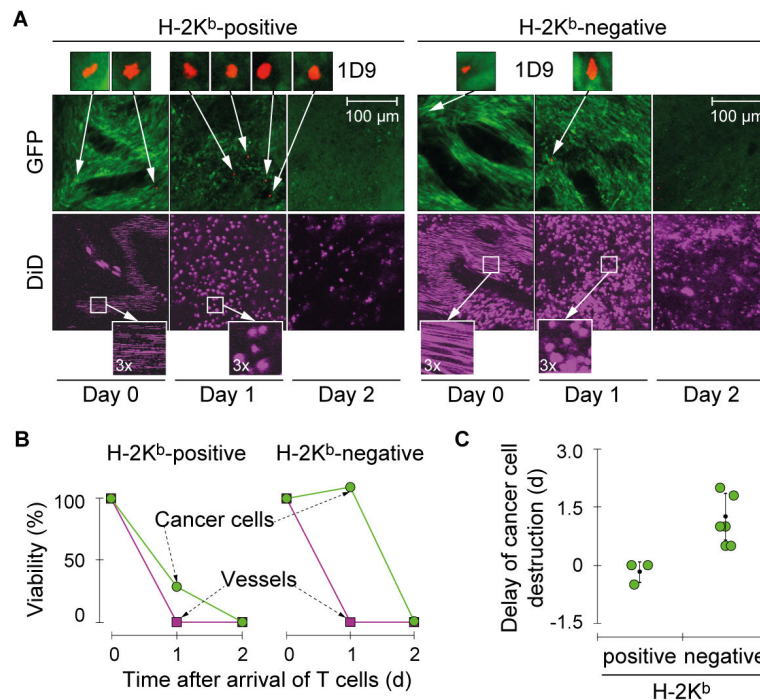 A
H-2Kᵇ-positive H-2Kᵇ-negative
1D9 1D9
GFP
100 µm 100 µm
DiD
3x 3x 3x 3x
Day 0 Day 1 Day 2 Day 0 Day 1 Day 2
B
H-2Kᵇ-positive H-2Kᵇ-negative
Viability (%)
100
50
0
Cancer cells
Vessels
0 1 2 0 1 2
Time after arrival of T cells (d)
C
Delay of cancer cell
destruction (d)
3.0
1.5
0
-1.5
positive negative
H-2Kᵇ